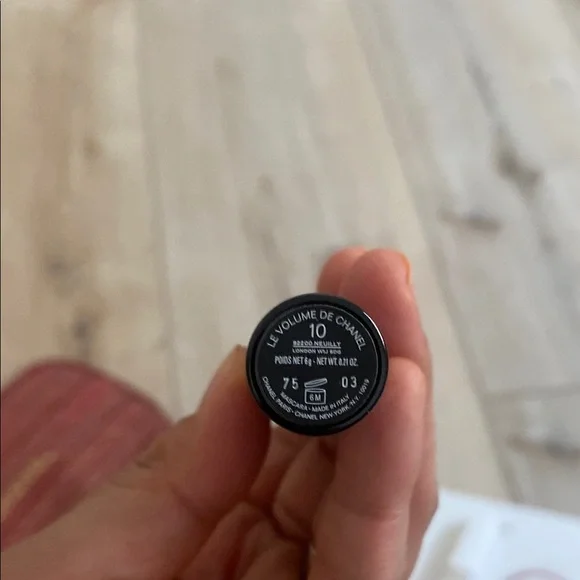 LE VOLUME DE CHANEL
10
92200 NEUILLY
LONDON W1J 6DG
POIDS NET 6g - NET WT. 0.21 OZ.
75 6M 03
MASCARA - MADE IN ITALY
CHANEL PARIS - CHANEL NEW-YORK, N.Y. 10019